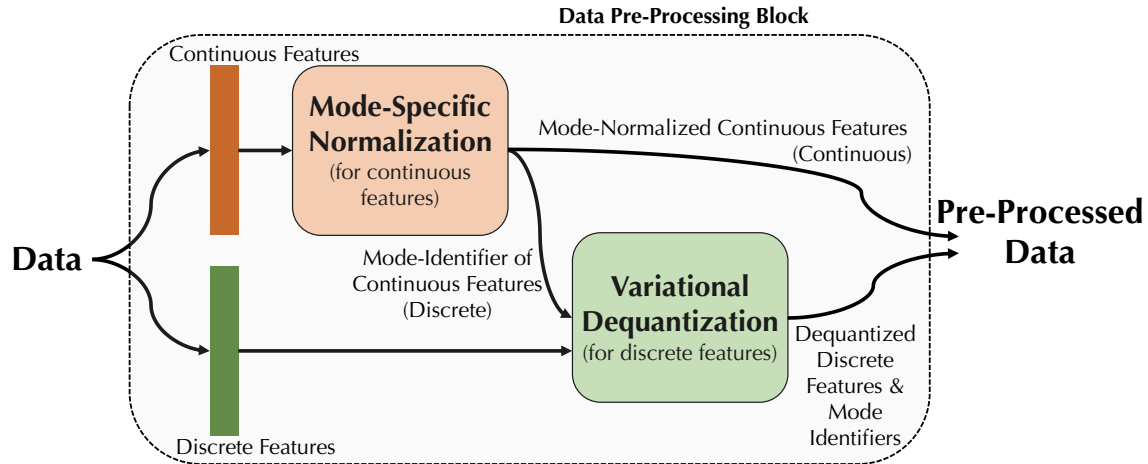 Data Pre-Processing Block
Continuous Features
Mode-Specific
Normalization
(for continuous
features)
Mode-Normalized Continuous Features
(Continuous)
Data
Pre-Processed
Data
Mode-Identifier of
Continuous Features
(Discrete)
Variational
Dequantization
(for discrete features)
Dequantized
Discrete
Features &
Mode
Identifiers
Discrete Features